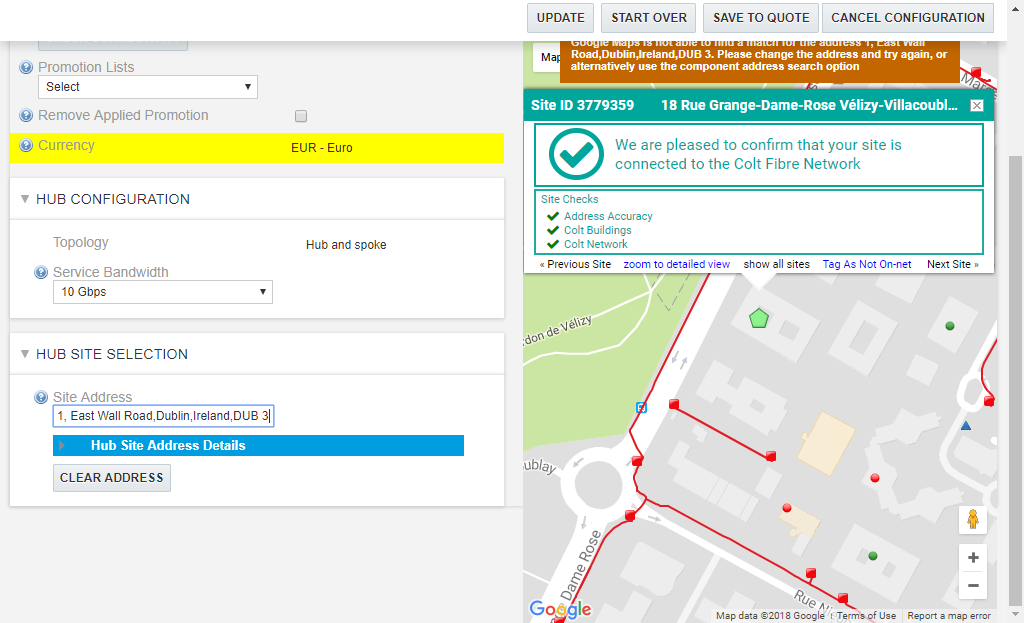 UPDATE
START OVER
SAVE TO QUOTE
CANCEL CONFIGURATION
Promotion Lists
Select
Remove Applied Promotion
Currency
EUR - Euro
HUB CONFIGURATION
Topology
Hub and spoke
Service Bandwidth
10 Gbps
HUB SITE SELECTION
Site Address
1, East Wall Road,Dublin,Ireland,DUB 3
Hub Site Address Details
CLEAR ADDRESS
Map
Google Maps is not able to find a match for the address 1, East Wall
Road,Dublin,Ireland,DUB 3. Please change the address and try again, or
alternatively use the component address search option
Site ID 3779359
18 Rue Grange-Dame-Rose Vélizy-Villacoubl...
We are pleased to confirm that your site is
connected to the Colt Fibre Network
Site Checks
Address Accuracy
Colt Buildings
Colt Network
« Previous Site
zoom to detailed view
show all sites
Tag As Not On-net
Next Site »
don de Vélizy
ublay
Dame Rose
Rue Ni
Google
Map data ©2018 Google
Terms of Use
Report a map error